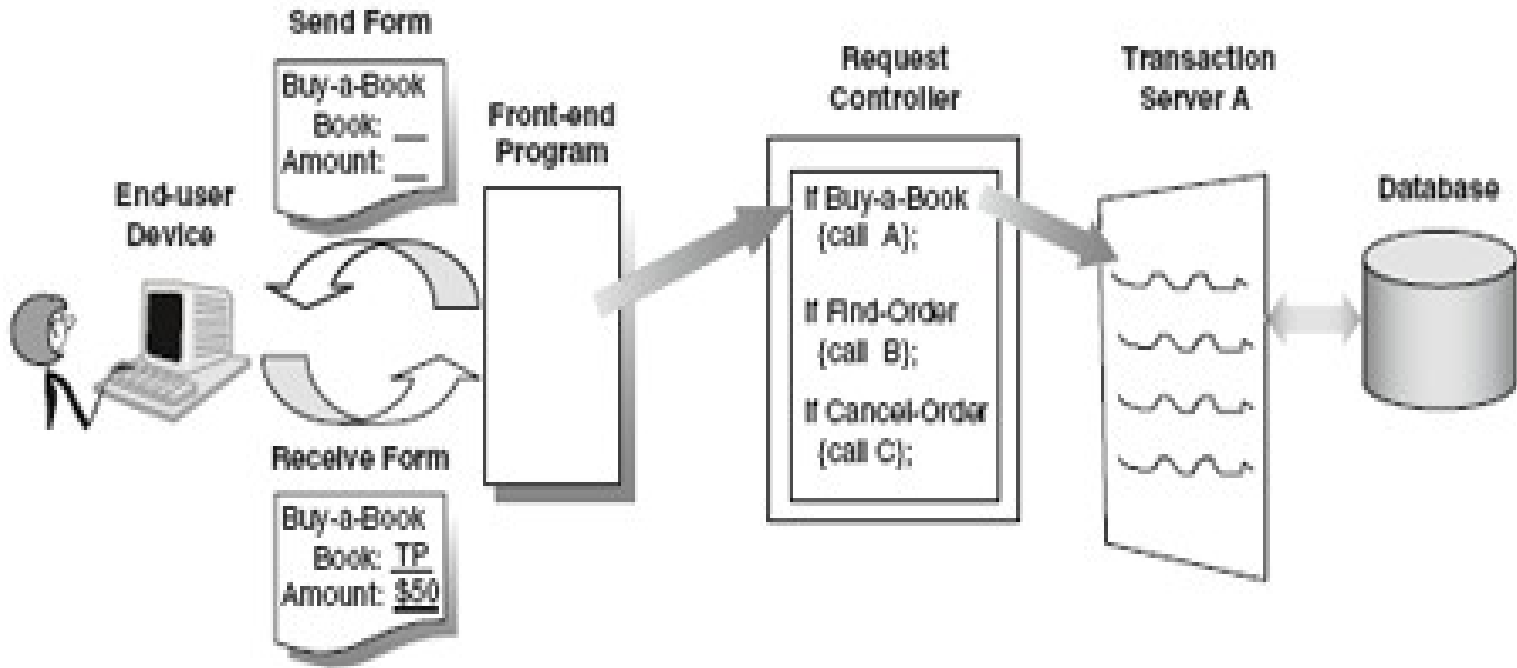 Send Form
Buy-a-Book
Book: __
Amount: __
End-user
Device
Front-end
Program
Receive Form
Buy-a-Book
Book: TP
Amount: $50
Request
Controller
If Buy-a-Book
{call A};
If Find-Order
{call B};
If Cancel-Order
{call C};
Transaction
Server A
Database